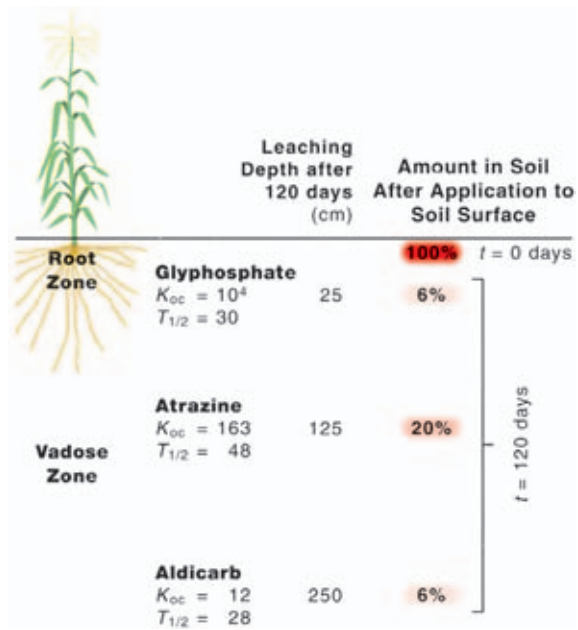 Leaching
Depth after
120 days
(cm)
Amount in Soil
After Application to
Soil Surface
Root
Zone
100% t = 0 days
Glyphosphate
Koc = 10⁴ 25 6%
T1/2 = 30
Atrazine
Koc = 163 125 20%
T1/2 = 48
Vadose
Zone
t = 120 days
Aldicarb
Koc = 12 250 6%
T1/2 = 28